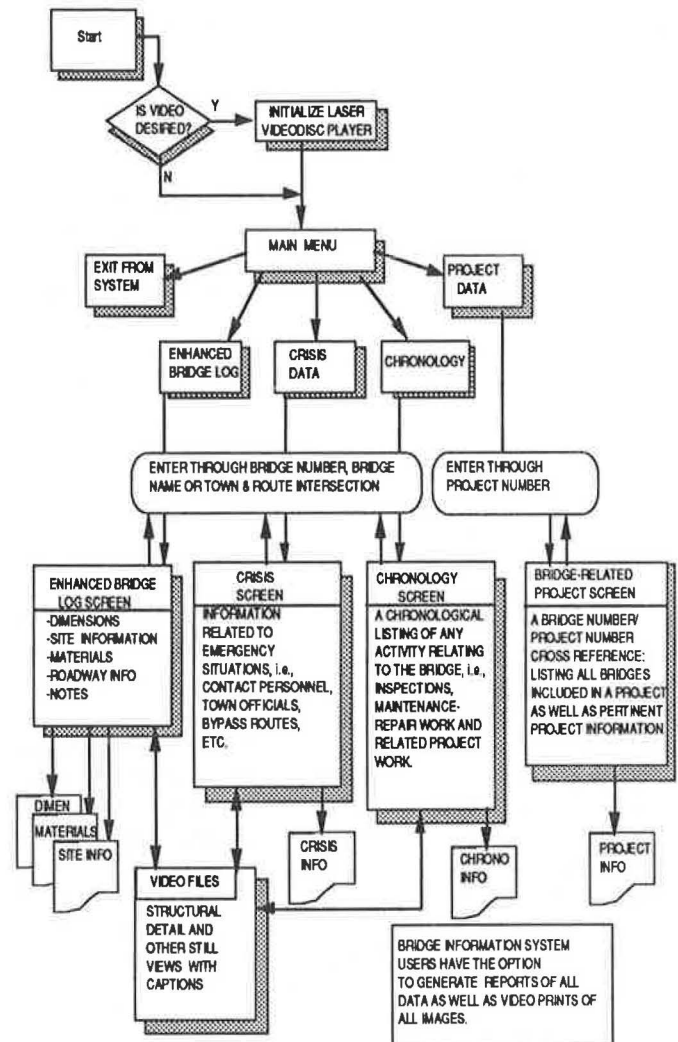 Start
IS VIDEO
DESIRED?
Y
INITIALIZE LASER
VIDEODISC PLAYER
N
MAIN MENU
EXIT FROM
SYSTEM
PROJECT
DATA
ENHANCED
BRIDGE LOG
CRISIS
DATA
CHRONOLOGY
ENTER THROUGH BRIDGE NUMBER, BRIDGE
NAME OR TOWN & ROUTE INTERSECTION
ENTER THROUGH
PROJECT NUMBER
ENHANCED BRIDGE
LOG SCREEN
-DIMENSIONS
-SITE INFORMATION
-MATERIALS
-ROADWAY INFO
-NOTES
CRISIS
SCREEN
INFORMATION
RELATED TO
EMERGENCY
SITUATIONS, i.e.,
CONTACT PERSONNEL,
TOWN OFFICIALS,
BYPASS ROUTES,
ETC.
CHRONOLOGY
SCREEN
A CHRONOLOGICAL
LISTING OF ANY
ACTIVITY RELATING
TO THE BRIDGE, i.e.,
INSPECTIONS,
MAINTENANCE-
REPAIR WORK AND
RELATED PROJECT
WORK.
BRIDGE-RELATED
PROJECT SCREEN
A BRIDGE NUMBER/
PROJECT NUMBER
CROSS REFERENCE:
LISTING ALL BRIDGES
INCLUDED IN A PROJECT
AS WELL AS PERTINENT
PROJECT INFORMATION
DIMEN
MATERIALS
SITE INFO
CRISIS
INFO
CHRONO
INFO
PROJECT
INFO
VIDEO FILES
STRUCTURAL
DETAIL AND
OTHER STILL
VIEWS WITH
CAPTIONS
BRIDGE INFORMATION SYSTEM
USERS HAVE THE OPTION
TO GENERATE REPORTS OF ALL
DATA AS WELL AS VIDEO PRINTS OF
ALL IMAGES.